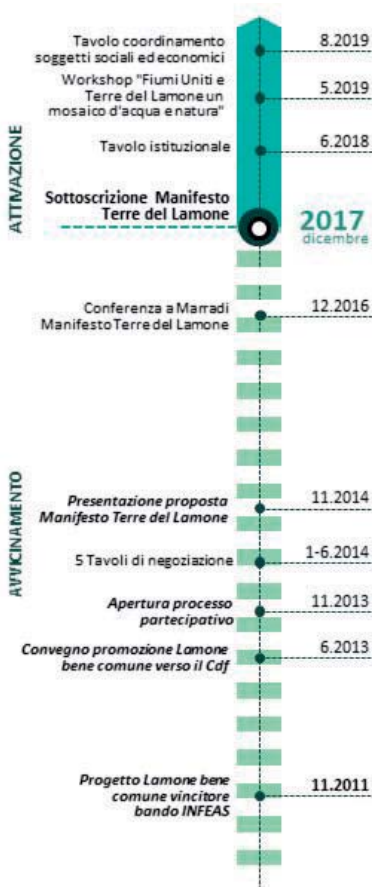 Tavolo coordinamento
soggetti sociali ed economici
8.2019
Workshop "Fiumi Uniti e
Terre del Lamone un
mosaico d'acqua e natura"
5.2019
Tavolo istituzionale
6.2018
ATTIVAZIONE
Sottoscrizione Manifesto
Terre del Lamone
2017
dicembre
Conferenza a Marradi
Manifesto Terre del Lamone
12.2016
AVVICINAMENTO
Presentazione proposta
Manifesto Terre del Lamone
11.2014
5 Tavoli di negoziazione
1-6.2014
Apertura processo
partecipativo
11.2013
Convegno promozione Lamone
bene comune verso il Cdf
6.2013
Progetto Lamone bene
comune vincitore
bando INFEAS
11.2011